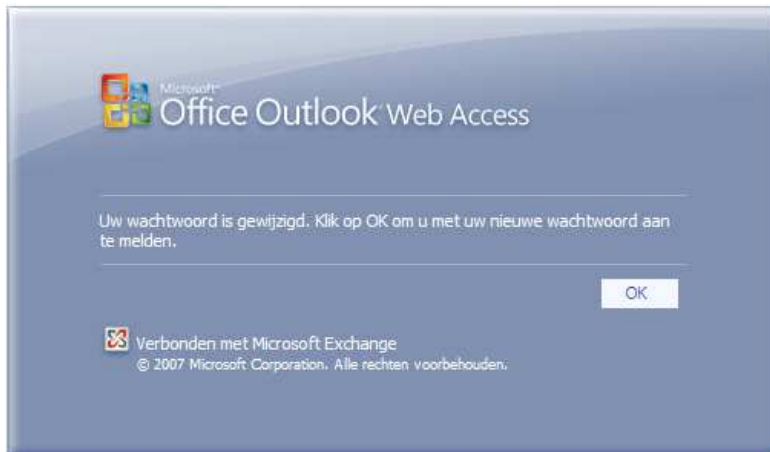 Microsoft
Office Outlook Web Access
Uw wachtwoord is gewijzigd. Klik op OK om u met uw nieuwe wachtwoord aan
te melden.
OK
Verbonden met Microsoft Exchange
© 2007 Microsoft Corporation. Alle rechten voorbehouden.